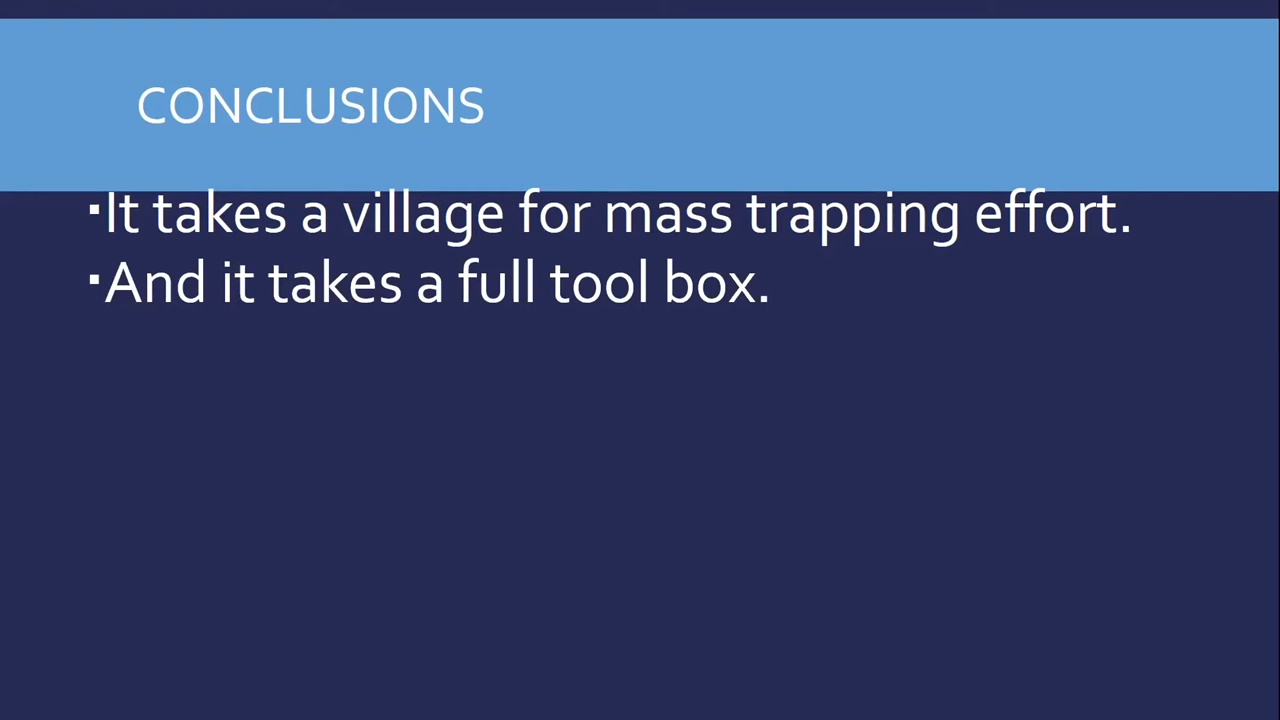 CONCLUSIONS
▪It takes a village for mass trapping effort.
▪And it takes a full tool box.